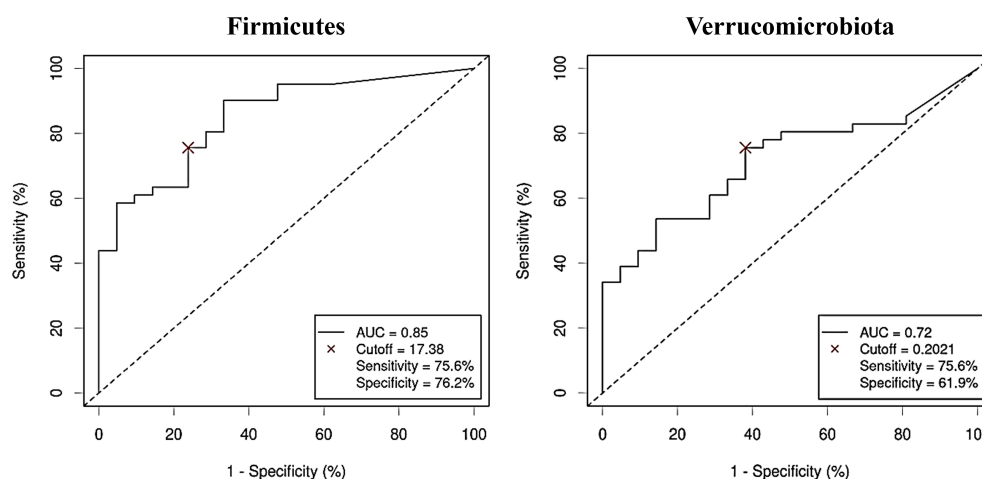 Firmicutes
Verrucomicrobiota
100
80
60
40
20
0
Sensitivity (%)
AUC = 0.85
Cutoff = 17.38
Sensitivity = 75.6%
Specificity = 76.2%
0 20 40 60 80 100
1 - Specificity (%)
100
80
60
40
20
0
Sensitivity (%)
AUC = 0.72
Cutoff = 0.2021
Sensitivity = 75.6%
Specificity = 61.9%
0 20 40 60 80 10
1 - Specificity (%)